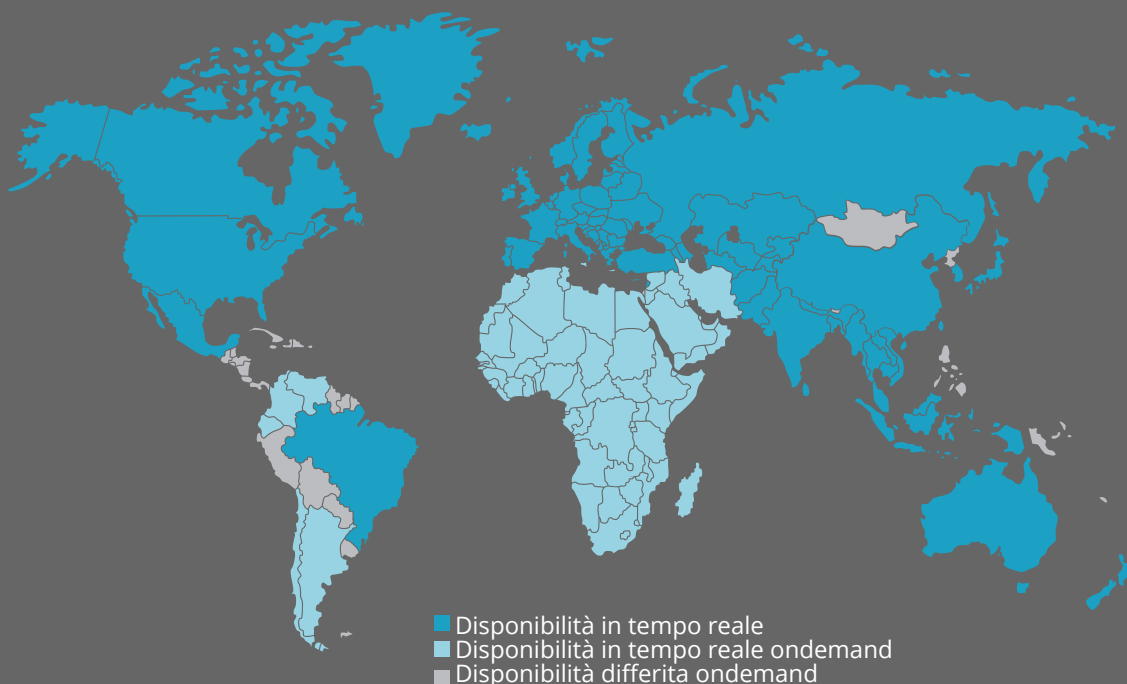 Disponibilità in tempo reale
Disponibilità in tempo reale ondemand
Disponibilità differita ondemand